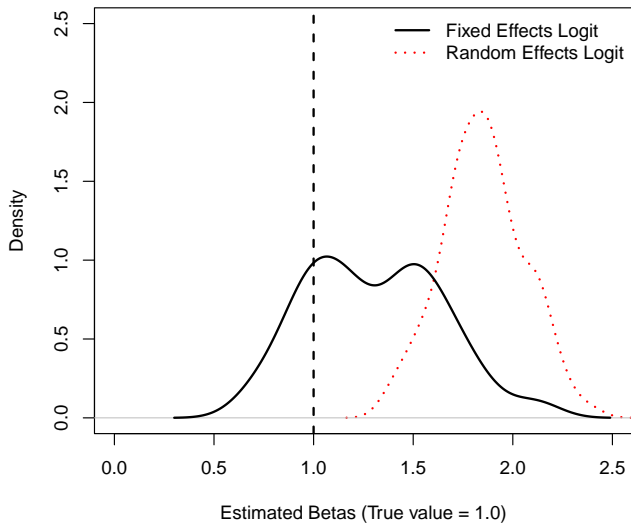 Fixed Effects Logit
Random Effects Logit
2.5
2.0
1.5
1.0
0.5
0.0
Density
0.0 0.5 1.0 1.5 2.0 2.5
Estimated Betas (True value = 1.0)